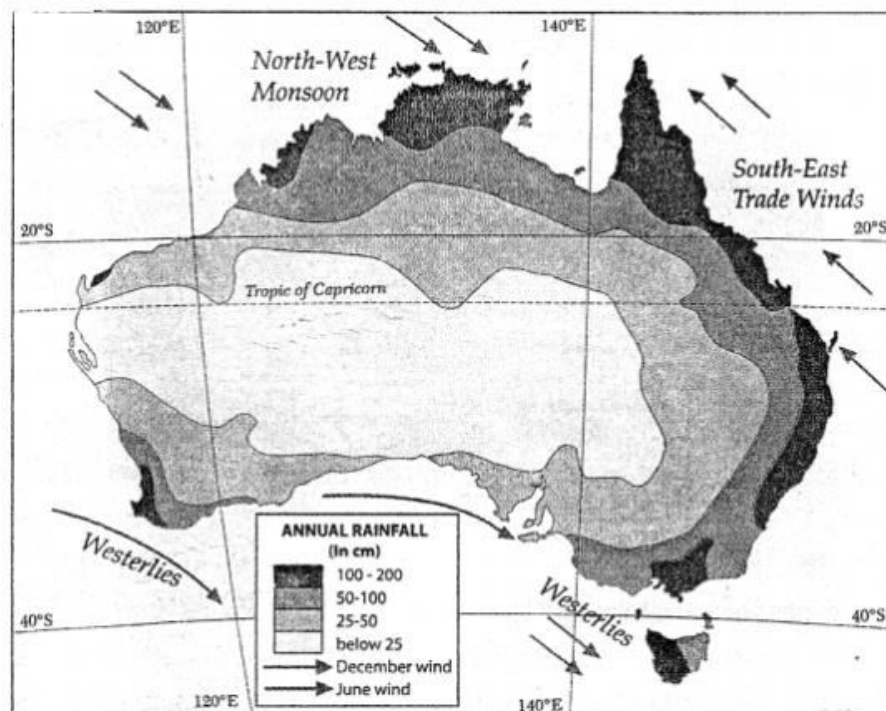 120°E
140°E
North-West
Monsoon
South-East
Trade Winds
20°S
20°S
Tropic of Capricorn
ANNUAL RAINFALL
(In cm)
100 - 200
50-100
25-50
below 25
December wind
June wind
Westerlies
Westerlies
40°S
40°S
120°E
140°E